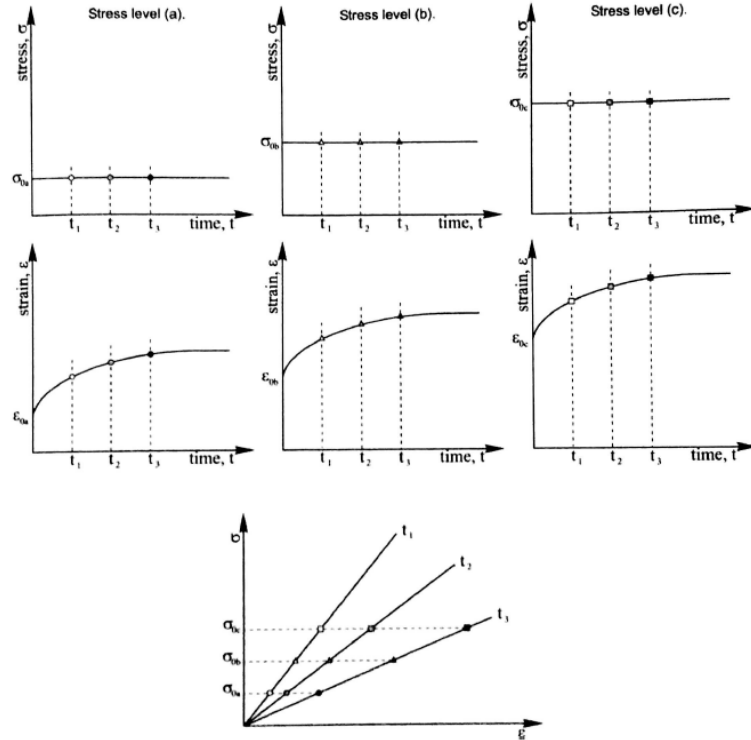 Stress level (a).
stress, σ
σ₀ₐ
t₁ t₂ t₃ time, t
Stress level (b).
stress, σ
σ₀b
t₁ t₂ t₃ time, t
Stress level (c).
stress, σ
σ₀c
t₁ t₂ t₃ time, t
strain, ε
ε₀ₐ
t₁ t₂ t₃ time, t
strain, ε
ε₀b
t₁ t₂ t₃ time, t
strain, ε
ε₀c
t₁ t₂ t₃ time, t
σ
t₁
t₂
t₃
σ₀c
σ₀b
σ₀ₐ
ε